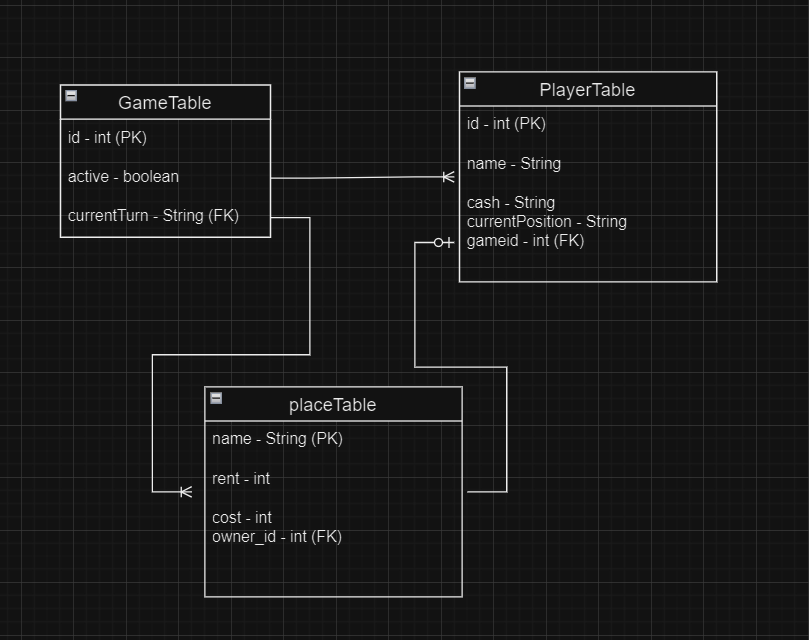 GameTable
id - int (PK)
active - boolean
currentTurn - String (FK)
PlayerTable
id - int (PK)
name - String
cash - String
currentPosition - String
gameid - int (FK)
placeTable
name - String (PK)
rent - int
cost - int
owner_id - int (FK)